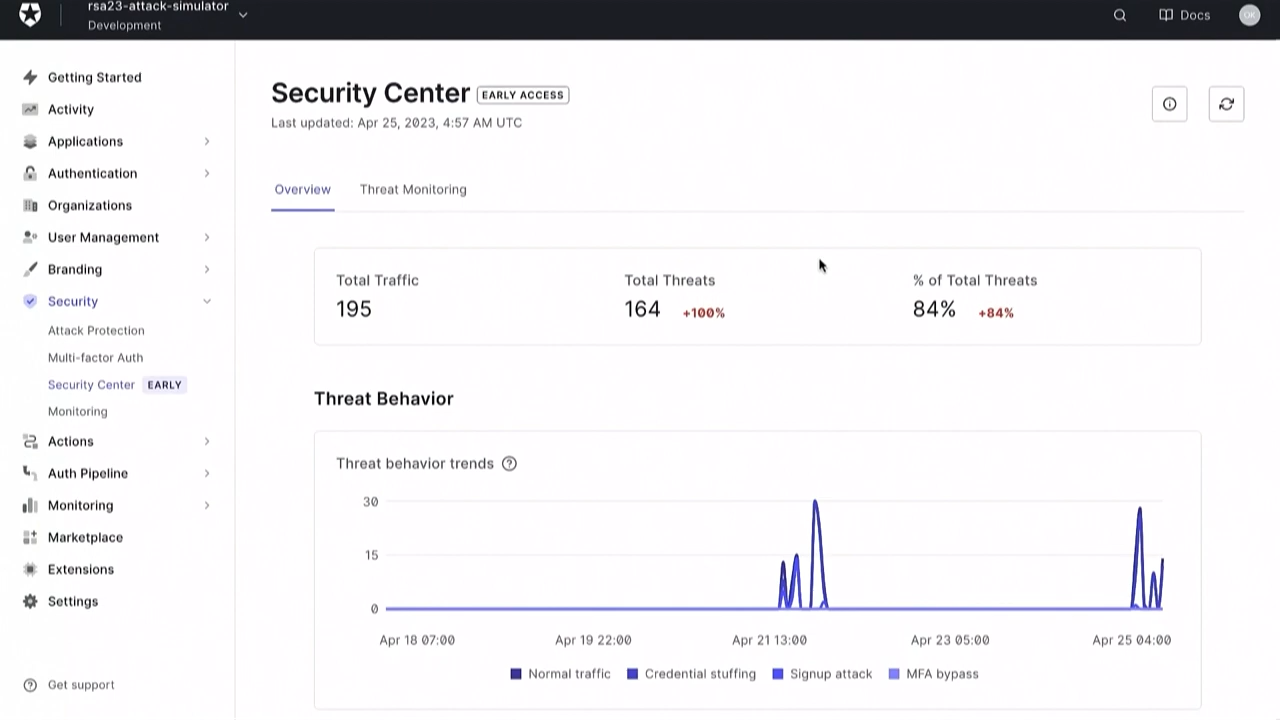 rsa23-attack-simulator
Development
Docs
OK
Getting Started
Activity
Applications
Authentication
Organizations
User Management
Branding
Security
Attack Protection
Multi-factor Auth
Security Center EARLY
Monitoring
Actions
Auth Pipeline
Monitoring
Marketplace
Extensions
Settings
Get support
Security Center EARLY ACCESS
Last updated: Apr 25, 2023, 4:57 AM UTC
Overview Threat Monitoring
Total Traffic Total Threats % of Total Threats
195 164 +100% 84% +84%
Threat Behavior
Threat behavior trends
30
15
0
Apr 18 07:00 Apr 19 22:00 Apr 21 13:00 Apr 23 05:00 Apr 25 04:00
Normal traffic Credential stuffing Signup attack MFA bypass